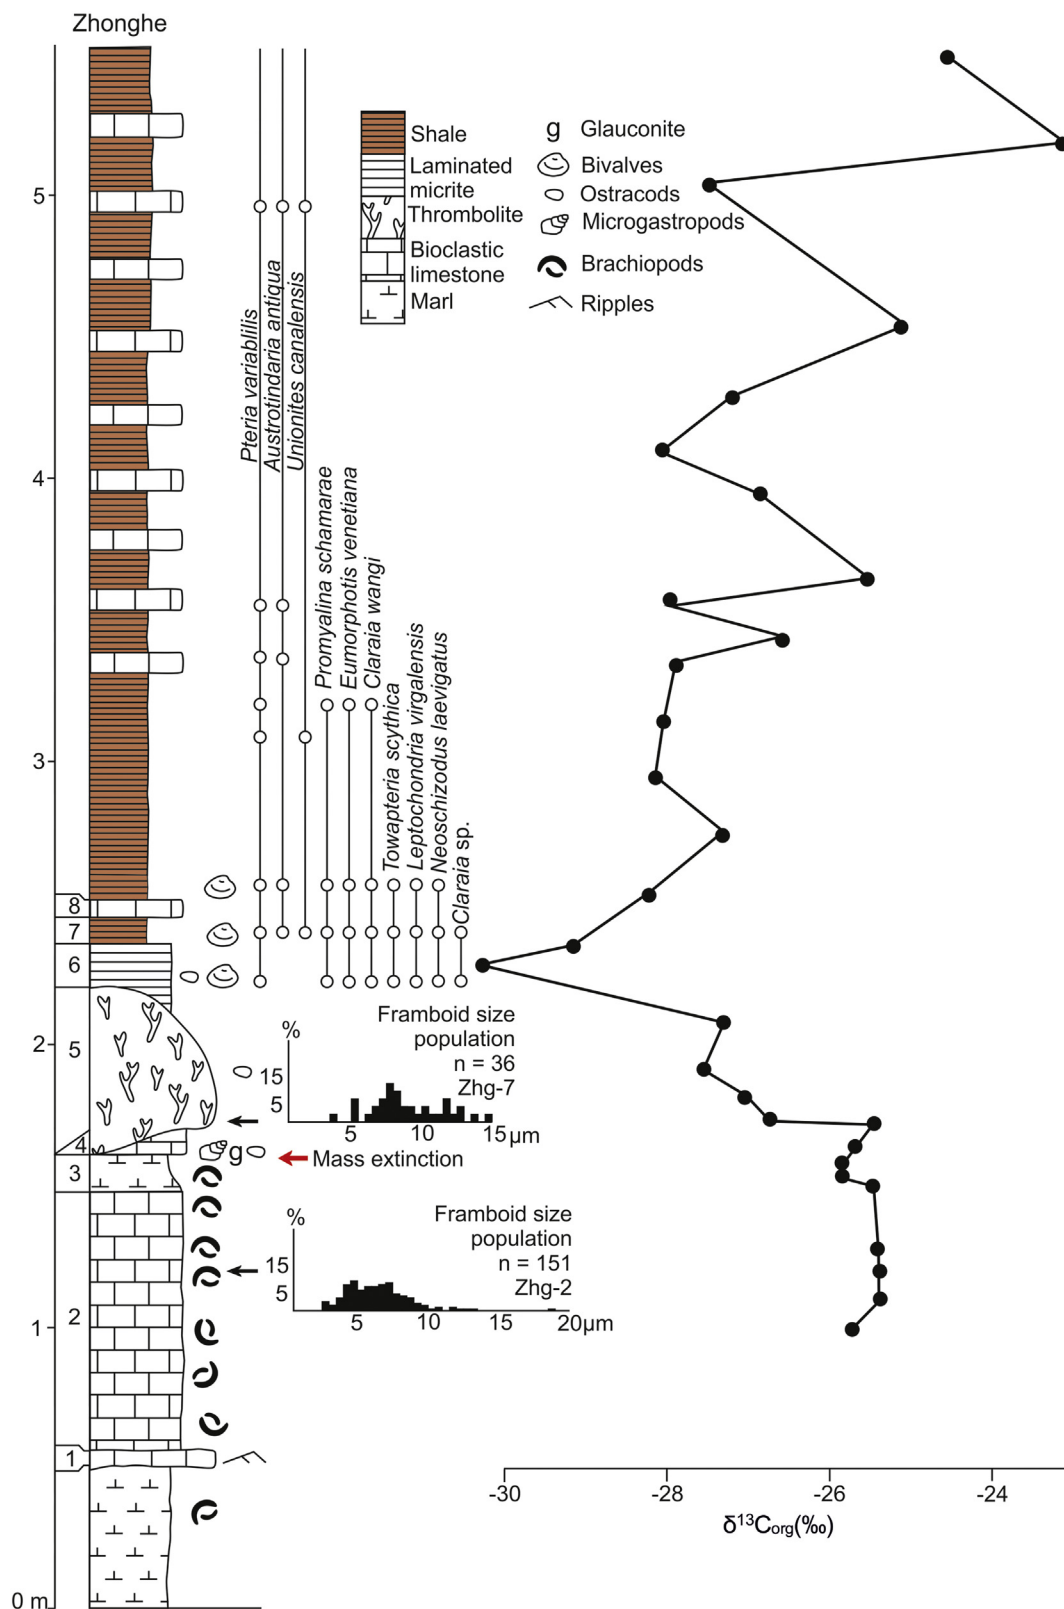 Zhonghe
5
4
3
2
1
0 m
8
7
6
5
4
3
2
1
Shale
Laminated
micrite
Thrombolite
Bioclastic
limestone
Marl
g Glauconite
Bivalves
Ostracods
Microgastropods
Brachiopods
Ripples
Pteria variablilis
Austrotindaria antiqua
Unionites canalensis
Promyalina schamarae
Eumorphotis venetiana
Claraia wangi
Towapteria scythica
Leptochondria virgalensis
Neoschizodus laevigatus
Claraia sp.
Framboid size
population
n = 36
Zhg-7
%
15
5
5 10 15 μm
g
Mass extinction
Framboid size
population
n = 151
Zhg-2
%
15
5
5 10 15 20μm
-30 -28 -26 -24
δ¹³Corg(‰)